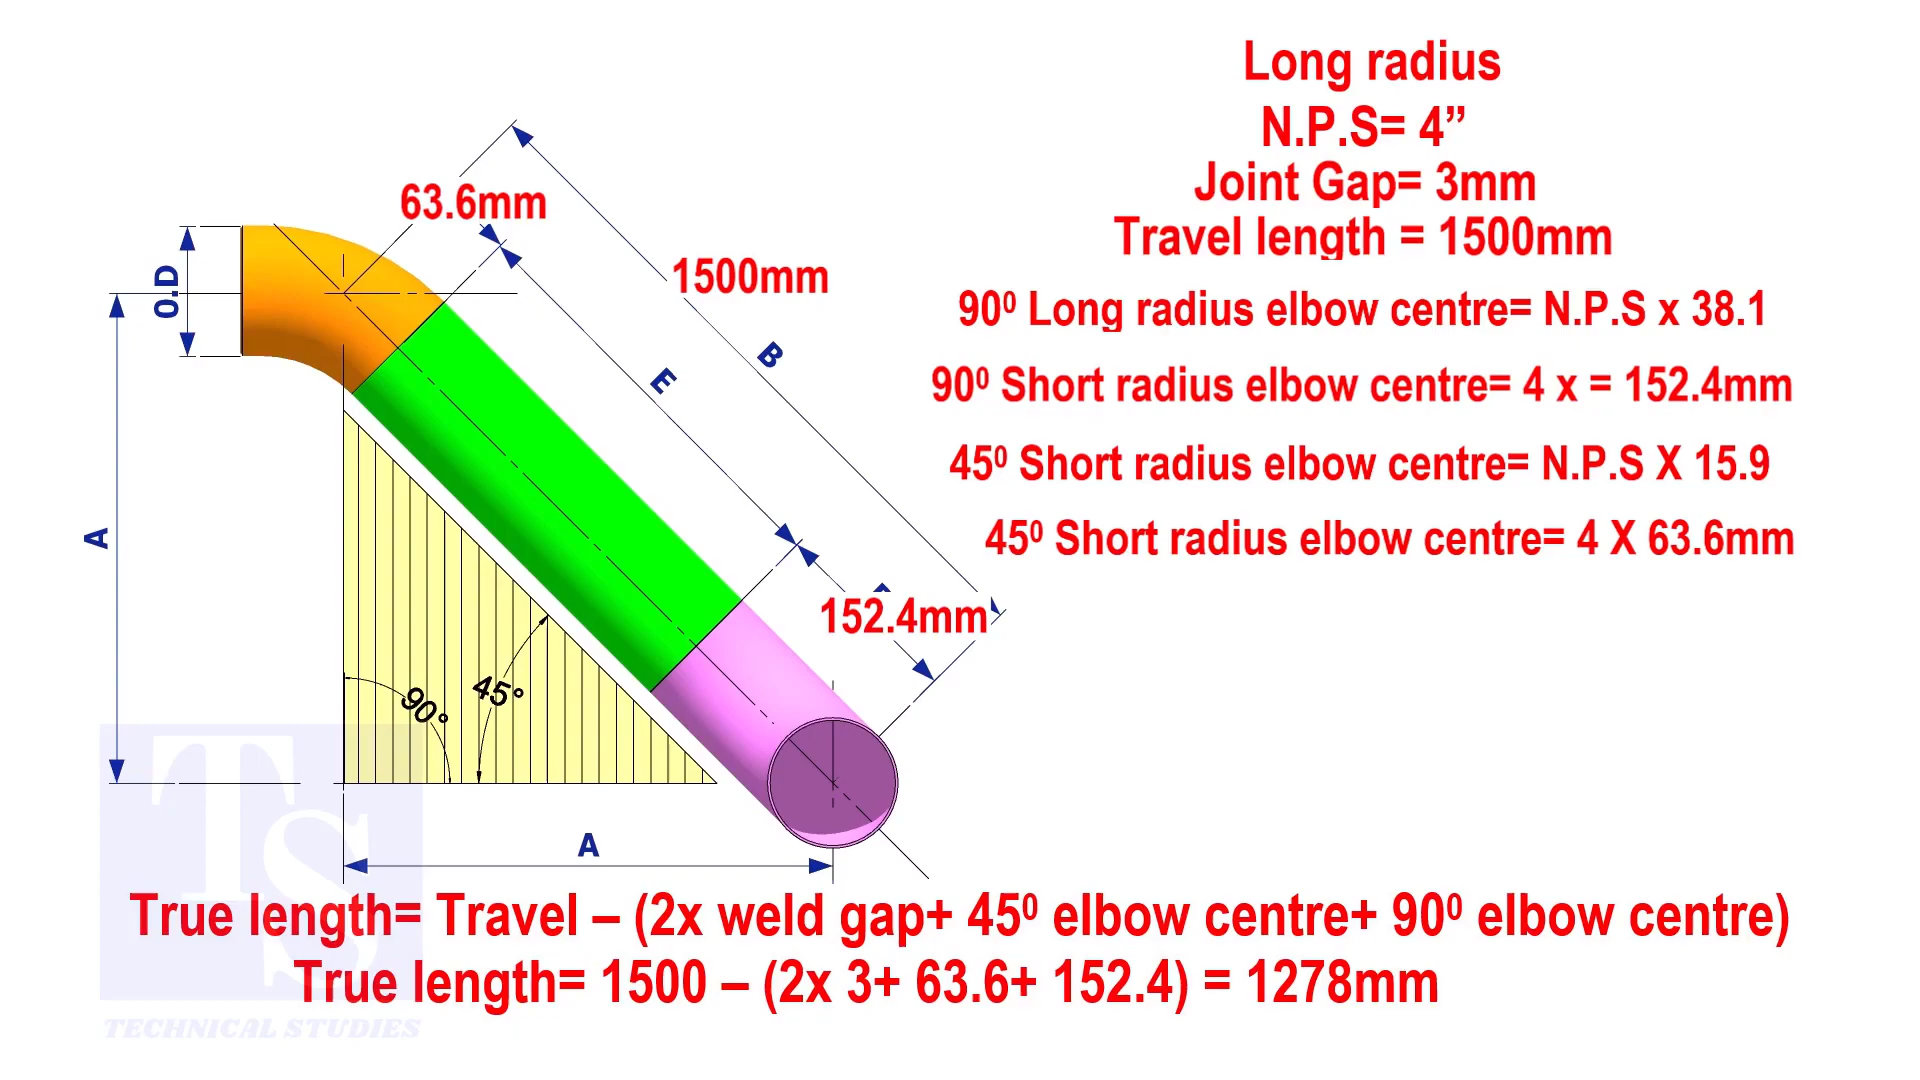 Long radius
N.P.S= 4”
Joint Gap= 3mm
Travel length = 1500mm
90⁰ Long radius elbow centre= N.P.S x 38.1
90⁰ Short radius elbow centre= 4 x = 152.4mm
45⁰ Short radius elbow centre= N.P.S X 15.9
45⁰ Short radius elbow centre= 4 X 63.6mm
63.6mm
1500mm
O.D
B
E
A
152.4mm
45°
90°
A
True length= Travel – (2x weld gap+ 45⁰ elbow centre+ 90⁰ elbow centre)
True length= 1500 – (2x 3+ 63.6+ 152.4) = 1278mm
TS
TECHNICAL STUDIES